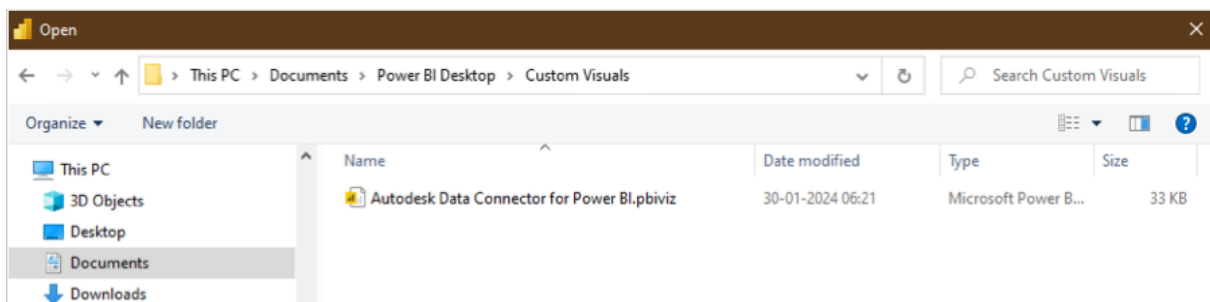 Open
This PC > Documents > Power BI Desktop > Custom Visuals
Search Custom Visuals
Organize
New folder
Name Date modified Type Size
This PC
3D Objects
Desktop
Documents
Downloads
Autodesk Data Connector for Power BI.pbiviz 30-01-2024 06:21 Microsoft Power B... 33 KB